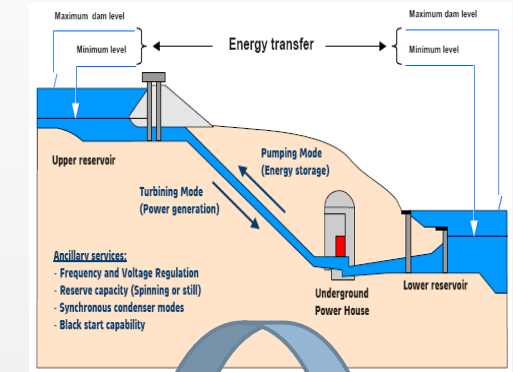 Maximum dam level
Minimum level
Energy transfer
Maximum dam level
Minimum level
Upper reservoir
Pumping Mode
(Energy storage)
Turbining Mode
(Power generation)
Ancillary services:
- Frequency and Voltage Regulation
- Reserve capacity (Spinning or still)
- Synchronous condenser modes
- Black start capability
Underground
Power House
Lower reservoir